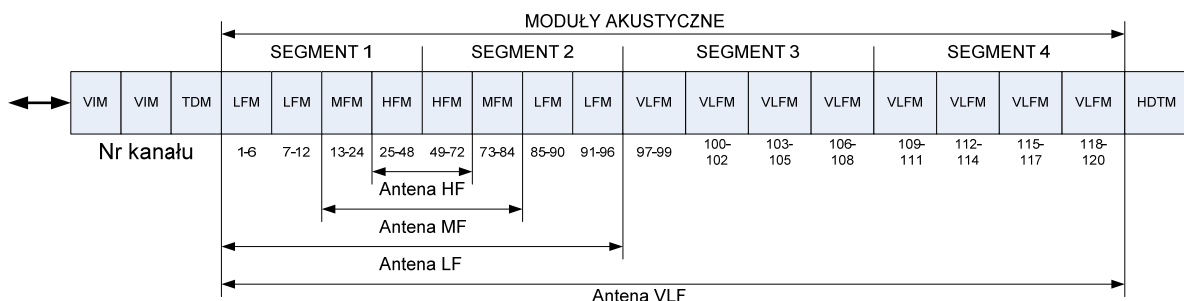 MODUŁY AKUSTYCZNE
SEGMENT 1 SEGMENT 2 SEGMENT 3 SEGMENT 4
VIM VIM TDM LFM LFM MFM HFM HFM MFM LFM LFM VLFM VLFM VLFM VLFM VLFM VLFM VLFM VLFM HDTM
Nr kanału 1-6 7-12 13-24 25-48 49-72 73-84 85-90 91-96 97-99 100-102 103-105 106-108 109-111 112-114 115-117 118-120
Antena HF
Antena MF
Antena LF
Antena VLF